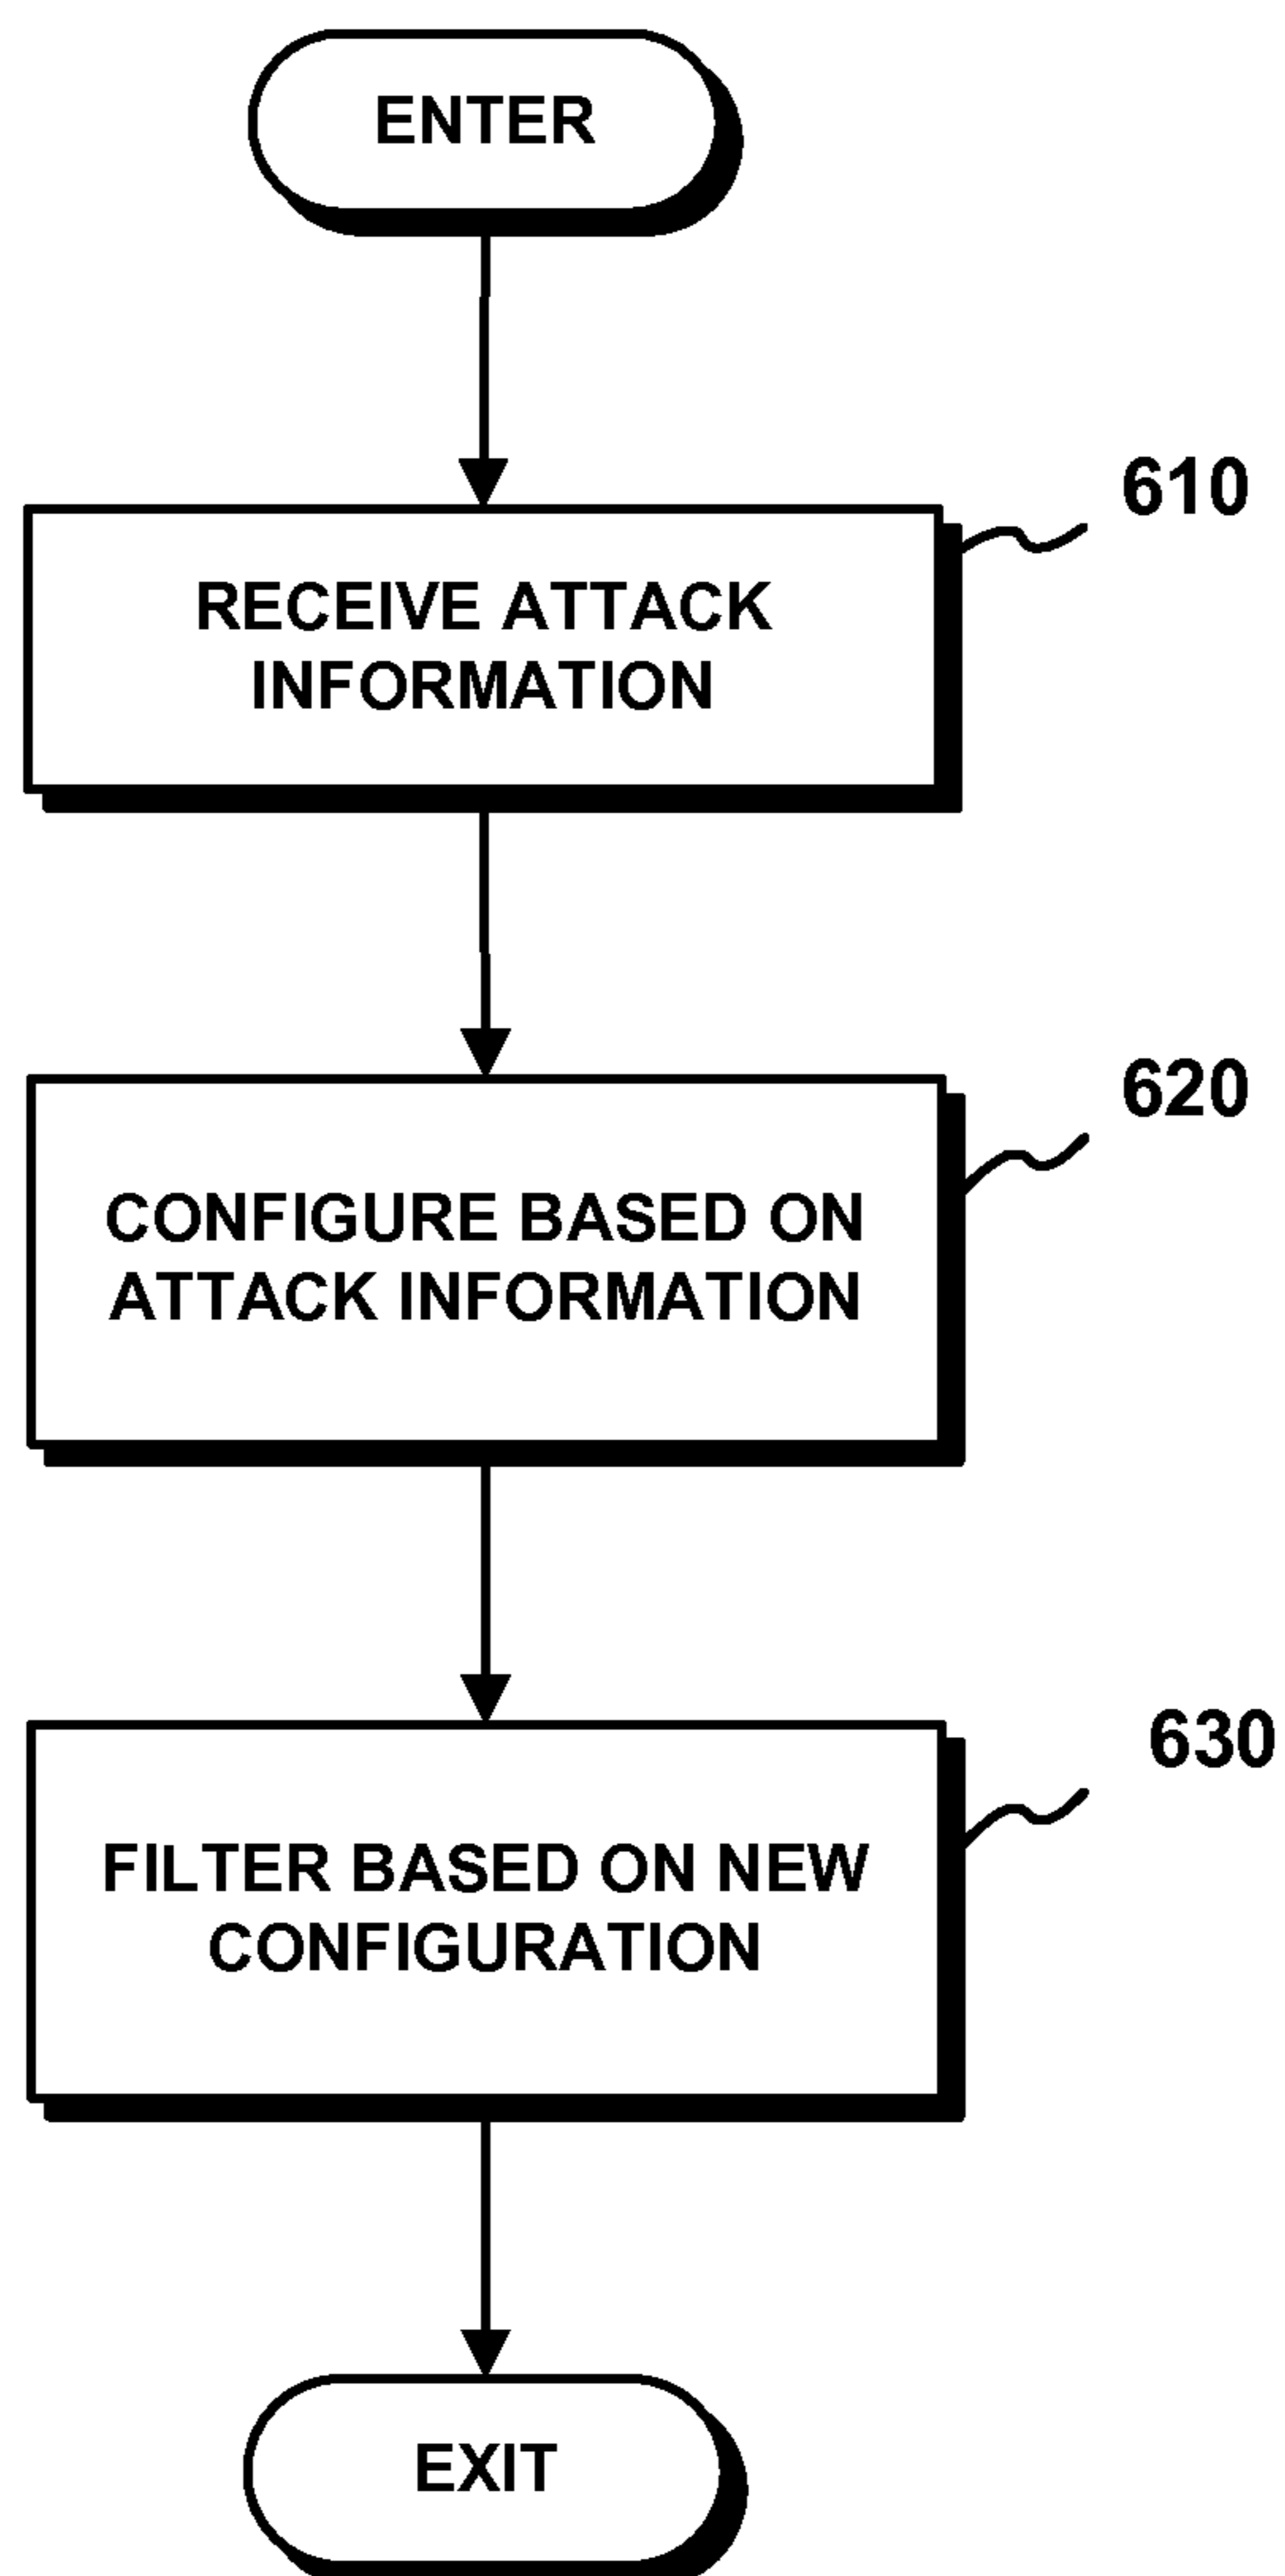 ENTER
610
RECEIVE ATTACK
INFORMATION
620
CONFIGURE BASED ON
ATTACK INFORMATION
630
FILTER BASED ON NEW
CONFIGURATION
EXIT